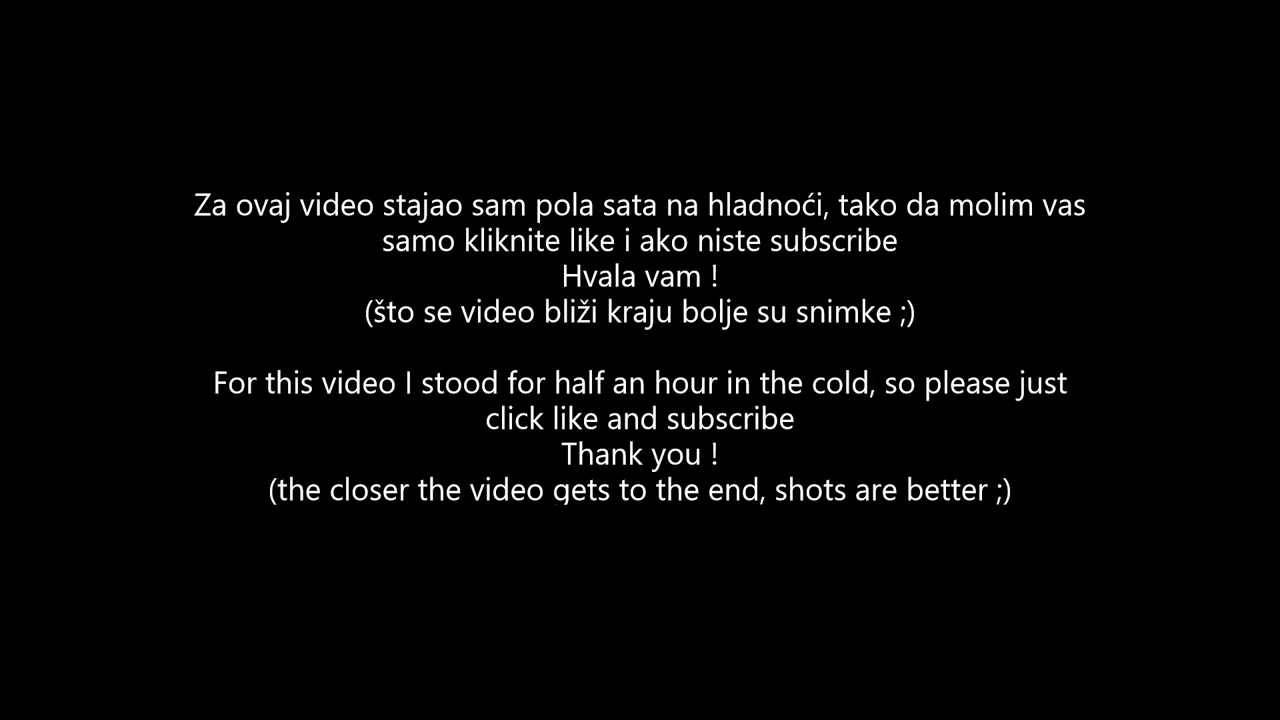 Za ovaj video stajao sam pola sata na hladnoći, tako da molim vas
samo kliknite like i ako niste subscribe
Hvala vam !
(što se video bliži kraju bolje su snimke ;)
For this video I stood for half an hour in the cold, so please just
click like and subscribe
Thank you !
(the closer the video gets to the end, shots are better ;)